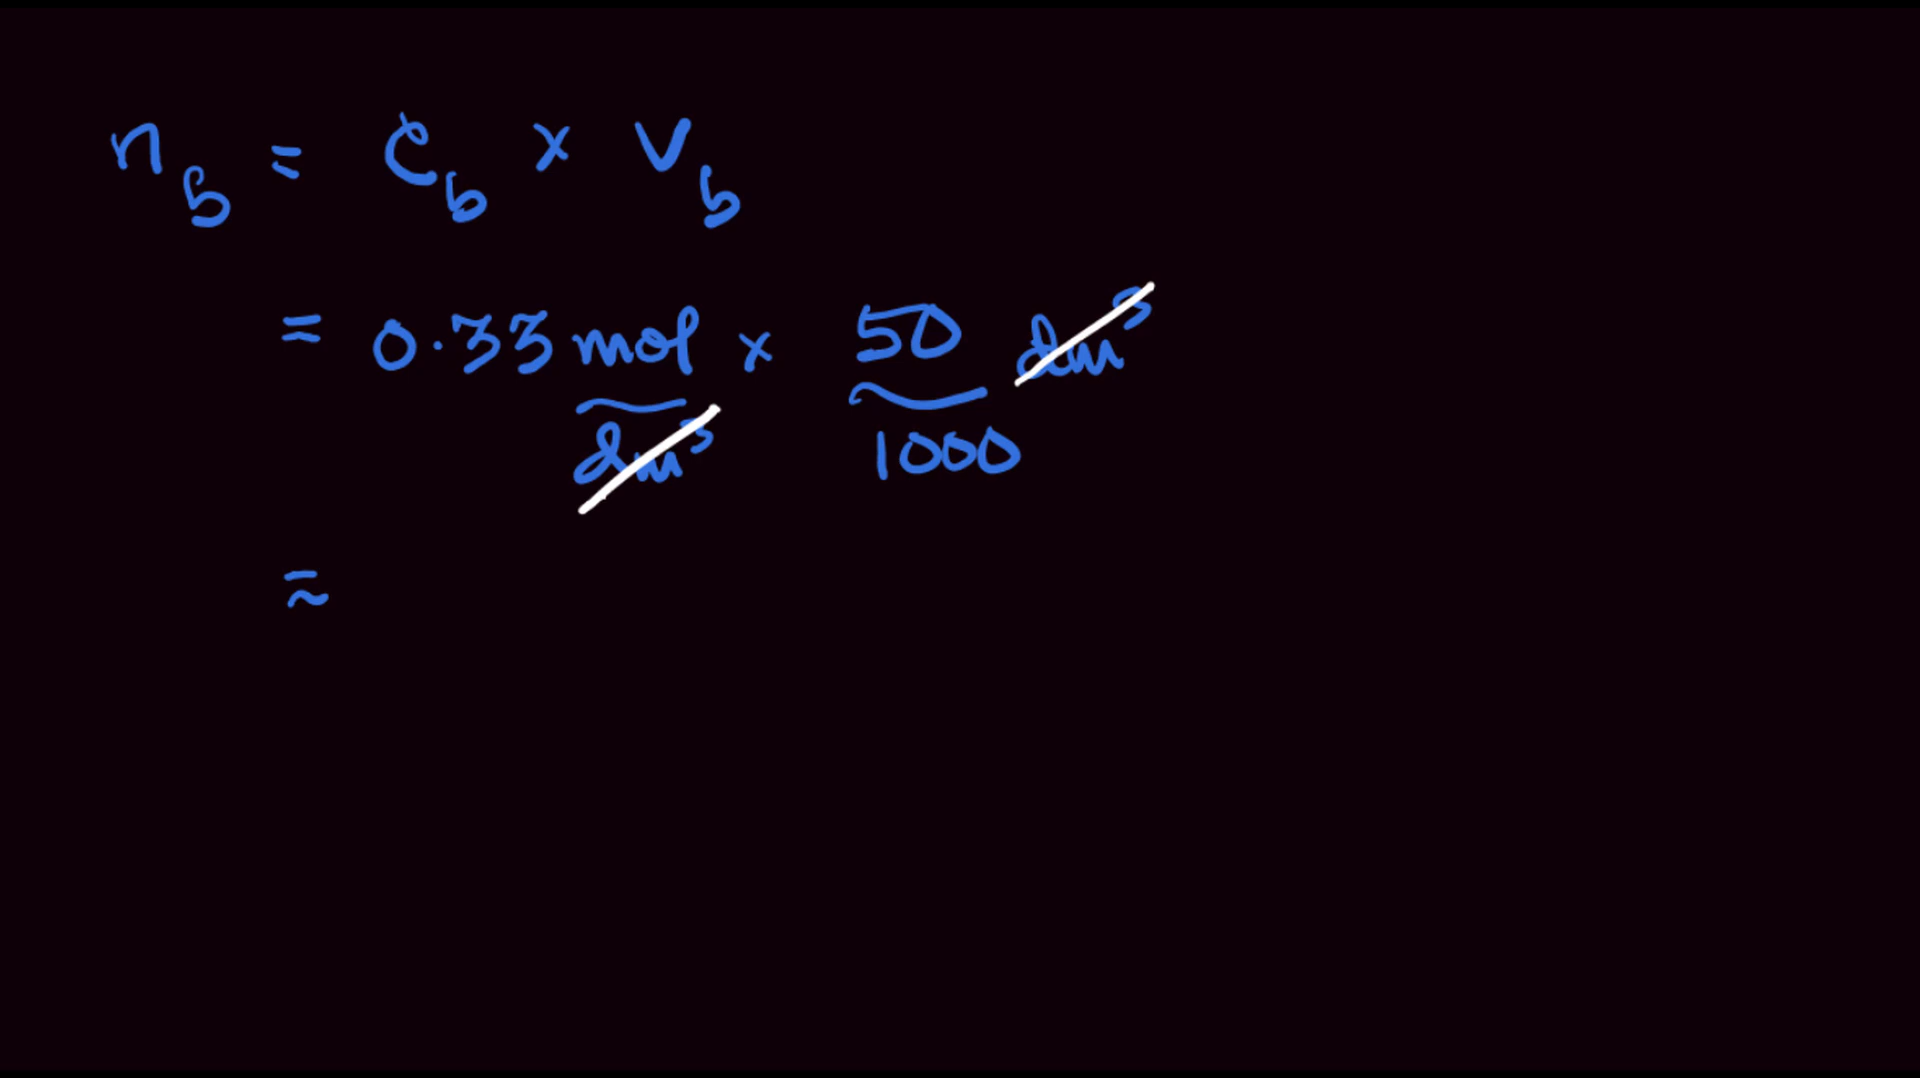 n_b = C_b × V_b
= 0.33 mol × 50 dm³
dm³ 1000
=